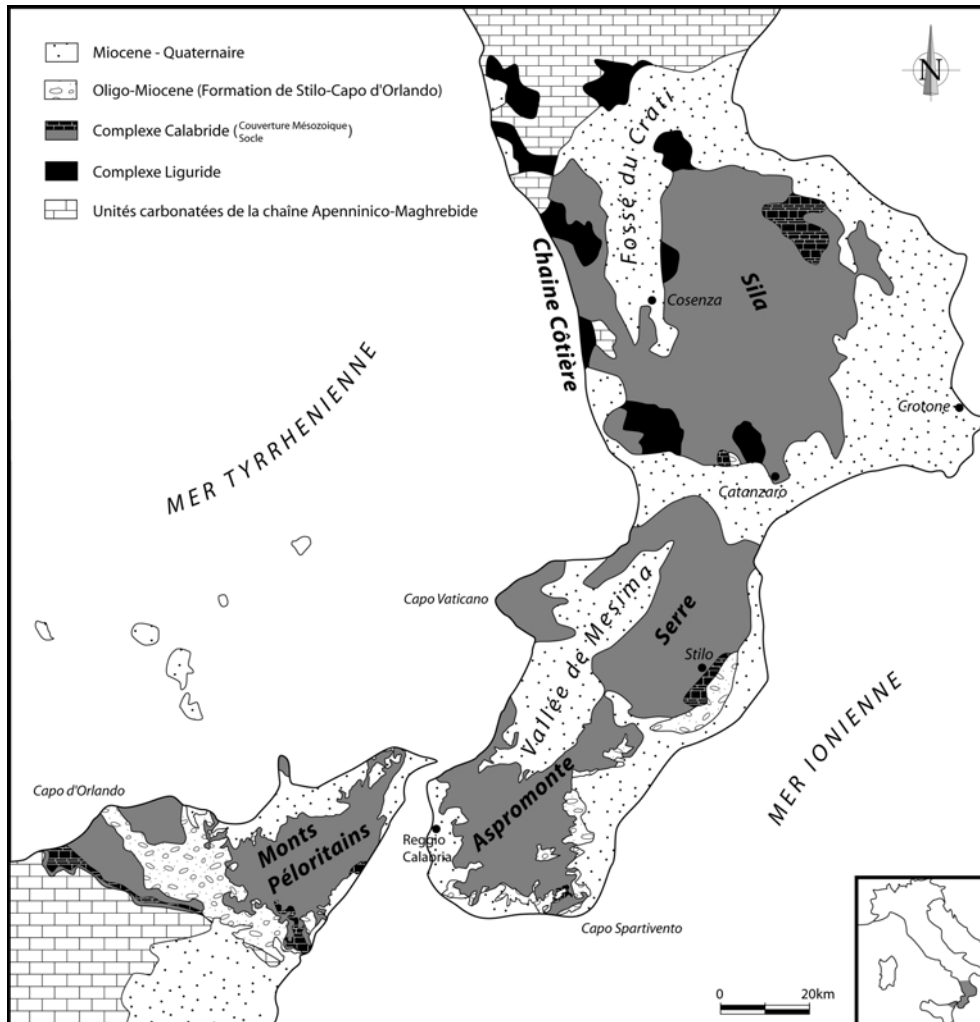 Miocene - Quaternaire
Oligo-Miocene (Formation de Stilo-Capo d'Orlando)
Complexe Calabride (Couverture Mésozoique
Socle)
Complexe Liguride
Unités carbonatées de la chaîne Apenninico-Maghrebide
N
Fossé du Crati
Chaine Côtière
Sila
Cosenza
Crotone
Catanzaro
MER TYRRHENIENNE
Capo Vaticano
Vallée de Mesima
Serre
Stilo
MER IONIENNE
Capo d'Orlando
Monts
Péloritains
Aspromonte
Reggio
Calabria
Capo Spartivento
0 20km